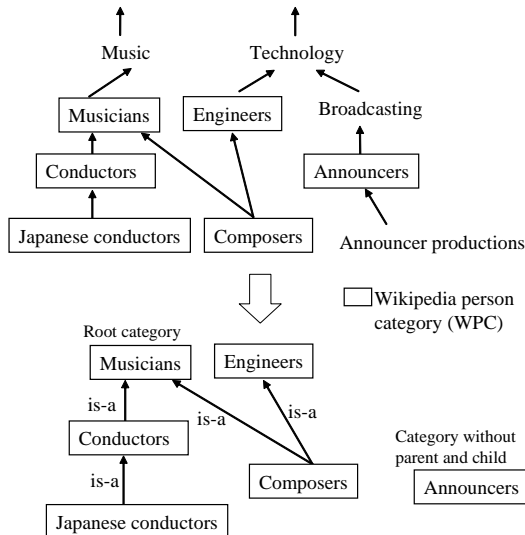 Music
Technology
Musicians
Engineers
Broadcasting
Conductors
Announcers
Japanese conductors
Composers
Announcer productions
Wikipedia person
category (WPC)
Root category
Musicians
Engineers
is-a
is-a
is-a
Conductors
Category without
parent and child
is-a
Composers
Announcers
Japanese conductors